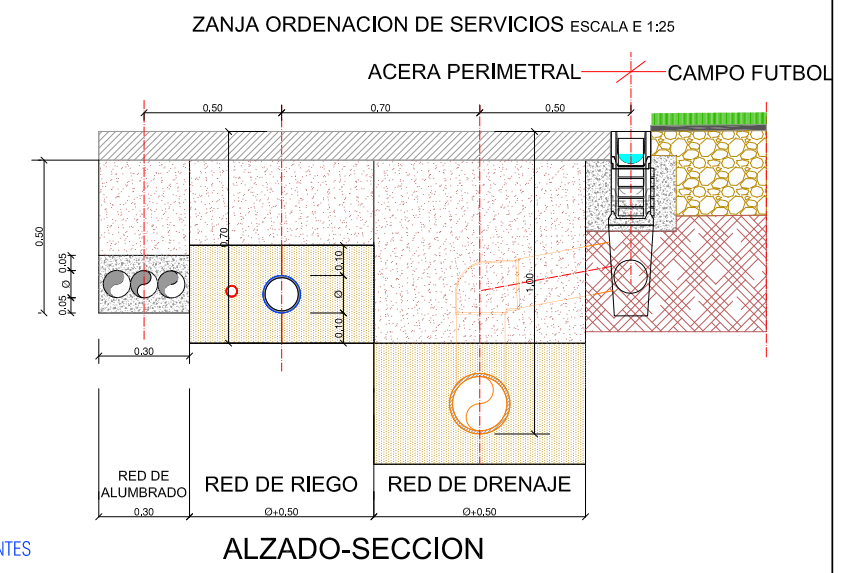 ZANJA ORDENACION DE SERVICIOS ESCALA E 1:25
ACERA PERIMETRAL
CAMPO FUTBOL
0,50
0,70
0,50
0,50
0,05
Ø
0,05
0,70
0,10
Ø
0,10
1,00
0,30
RED DE
ALUMBRADO
RED DE RIEGO
RED DE DRENAJE
0,30
Ø+0,50
Ø+0,50
NTES
ALZADO-SECCION